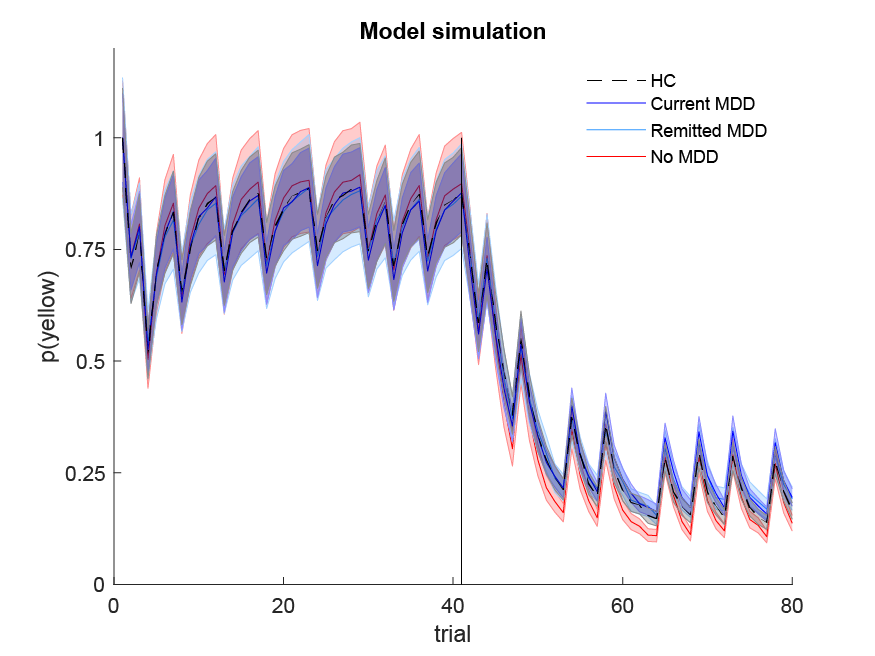 Model simulation
HC
Current MDD
Remitted MDD
No MDD
p(yellow)
1
0.75
0.5
0.25
0
0 20 40 60 80
trial